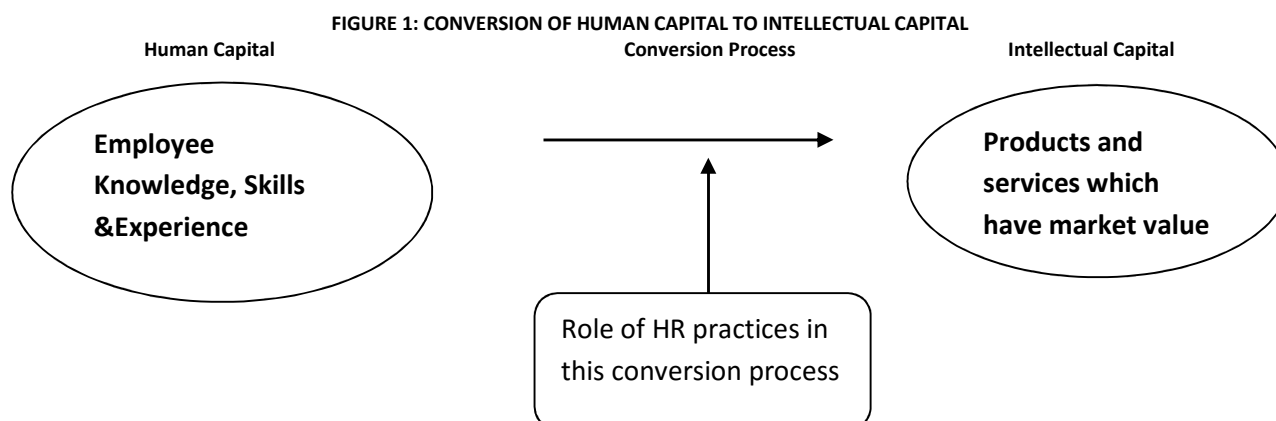 FIGURE 1: CONVERSION OF HUMAN CAPITAL TO INTELLECTUAL CAPITAL
Human Capital
Conversion Process
Intellectual Capital
Employee
Knowledge, Skills
&Experience
Products and
services which
have market value
Role of HR practices in
this conversion process